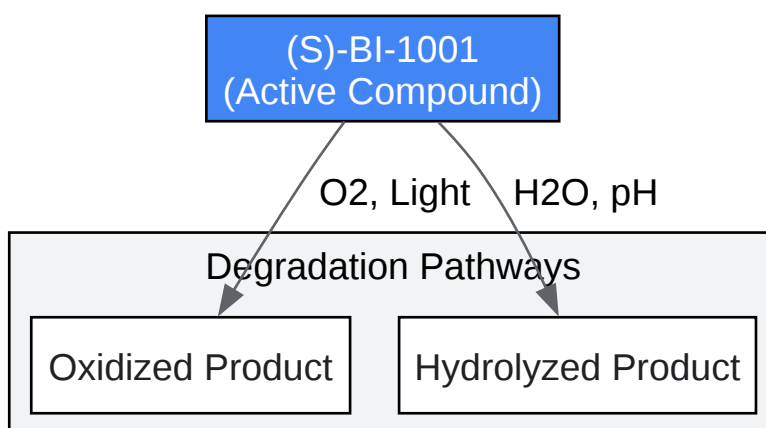 (S)-BI-1001
(Active Compound)
O2, Light
H2O, pH
Degradation Pathways
Oxidized Product
Hydrolyzed Product